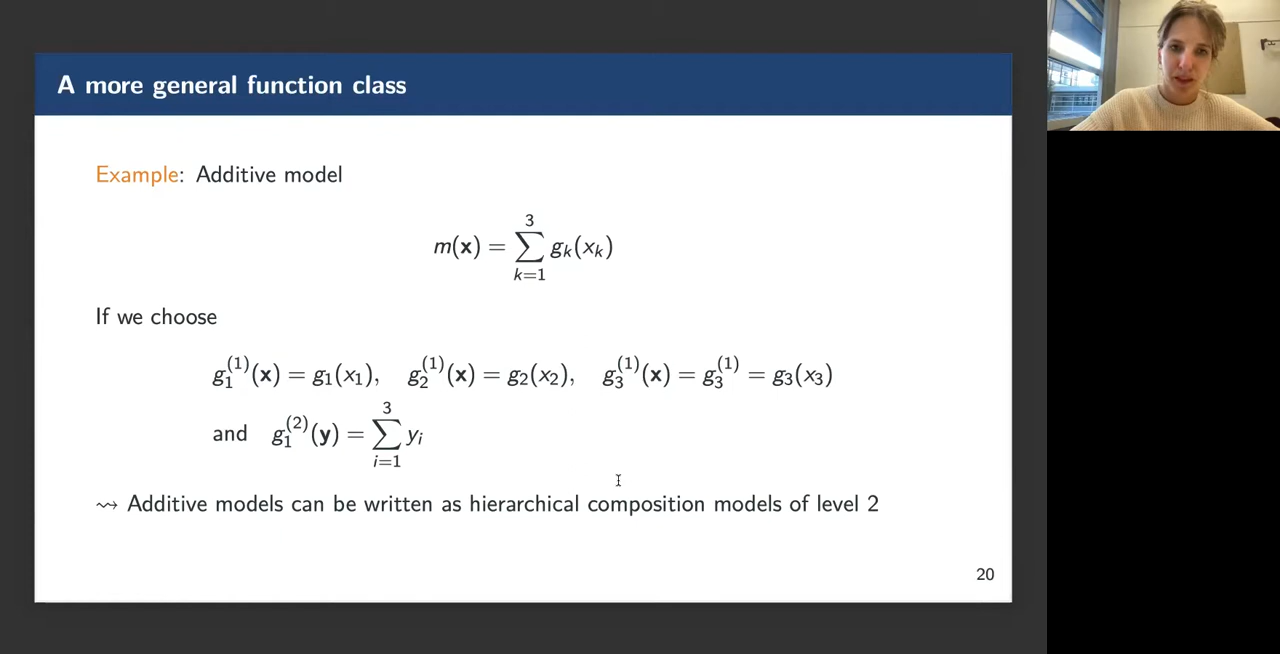 A more general function class
Example: Additive model
m(𝐱) = ∑_{k=1}^{3} g_k(x_k)
If we choose
g_1^{(1)}(𝐱) = g_1(x_1), g_2^{(1)}(𝐱) = g_2(x_2), g_3^{(1)}(𝐱) = g_3^{(1)} = g_3(x_3)
and g_1^{(2)}(𝐲) = ∑_{i=1}^{3} y_i
⇝ Additive models can be written as hierarchical composition models of level 2
20